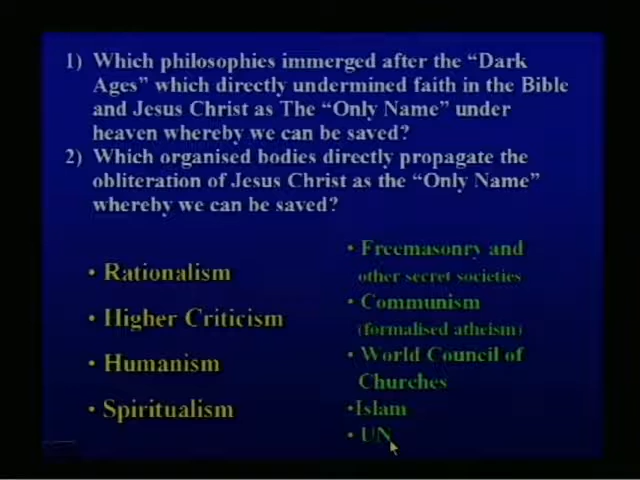 1) Which philosophies immerged after the “Dark
Ages” which directly undermined faith in the Bible
and Jesus Christ as The “Only Name” under
heaven whereby we can be saved?
2) Which organised bodies directly propagate the
obliteration of Jesus Christ as the “Only Name”
whereby we can be saved?
• Rationalism
• Higher Criticism
• Humanism
• Spiritualism
• Freemasonry and
other secret societies
• Communism
(formalised atheism)
• World Council of
Churches
•Islam
• UN